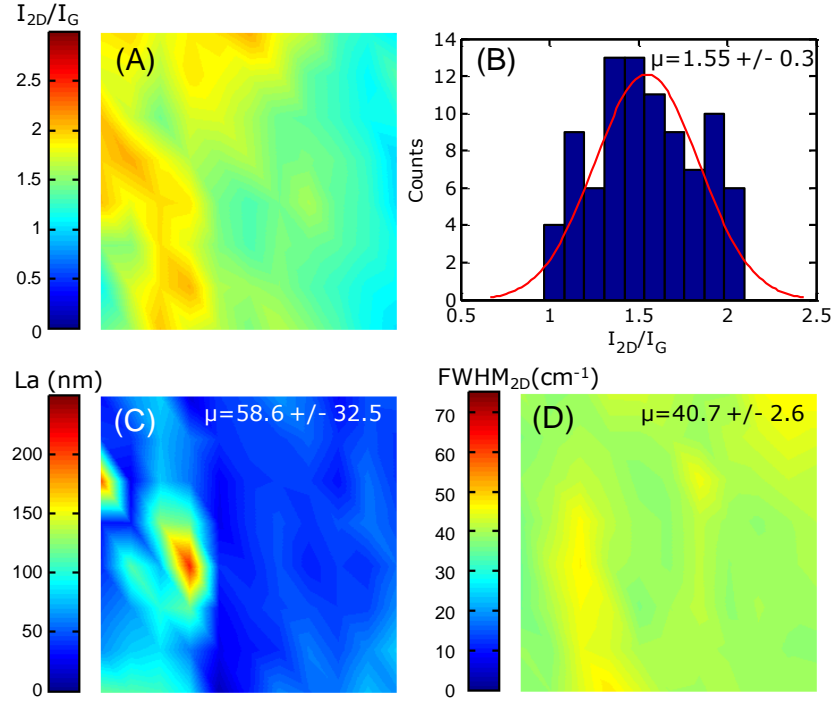 I2D/IG
2.5
2
1.5
1
0.5
0
(A)
14
12
10
8
6
4
2
0
Counts
(B)
μ=1.55 +/- 0.3
0.5 1 1.5 2 2.5
I2D/IG
La (nm)
200
150
100
50
0
(C)
μ=58.6 +/- 32.5
FWHM2D(cm-1)
70
60
50
40
30
20
10
0
(D)
μ=40.7 +/- 2.6